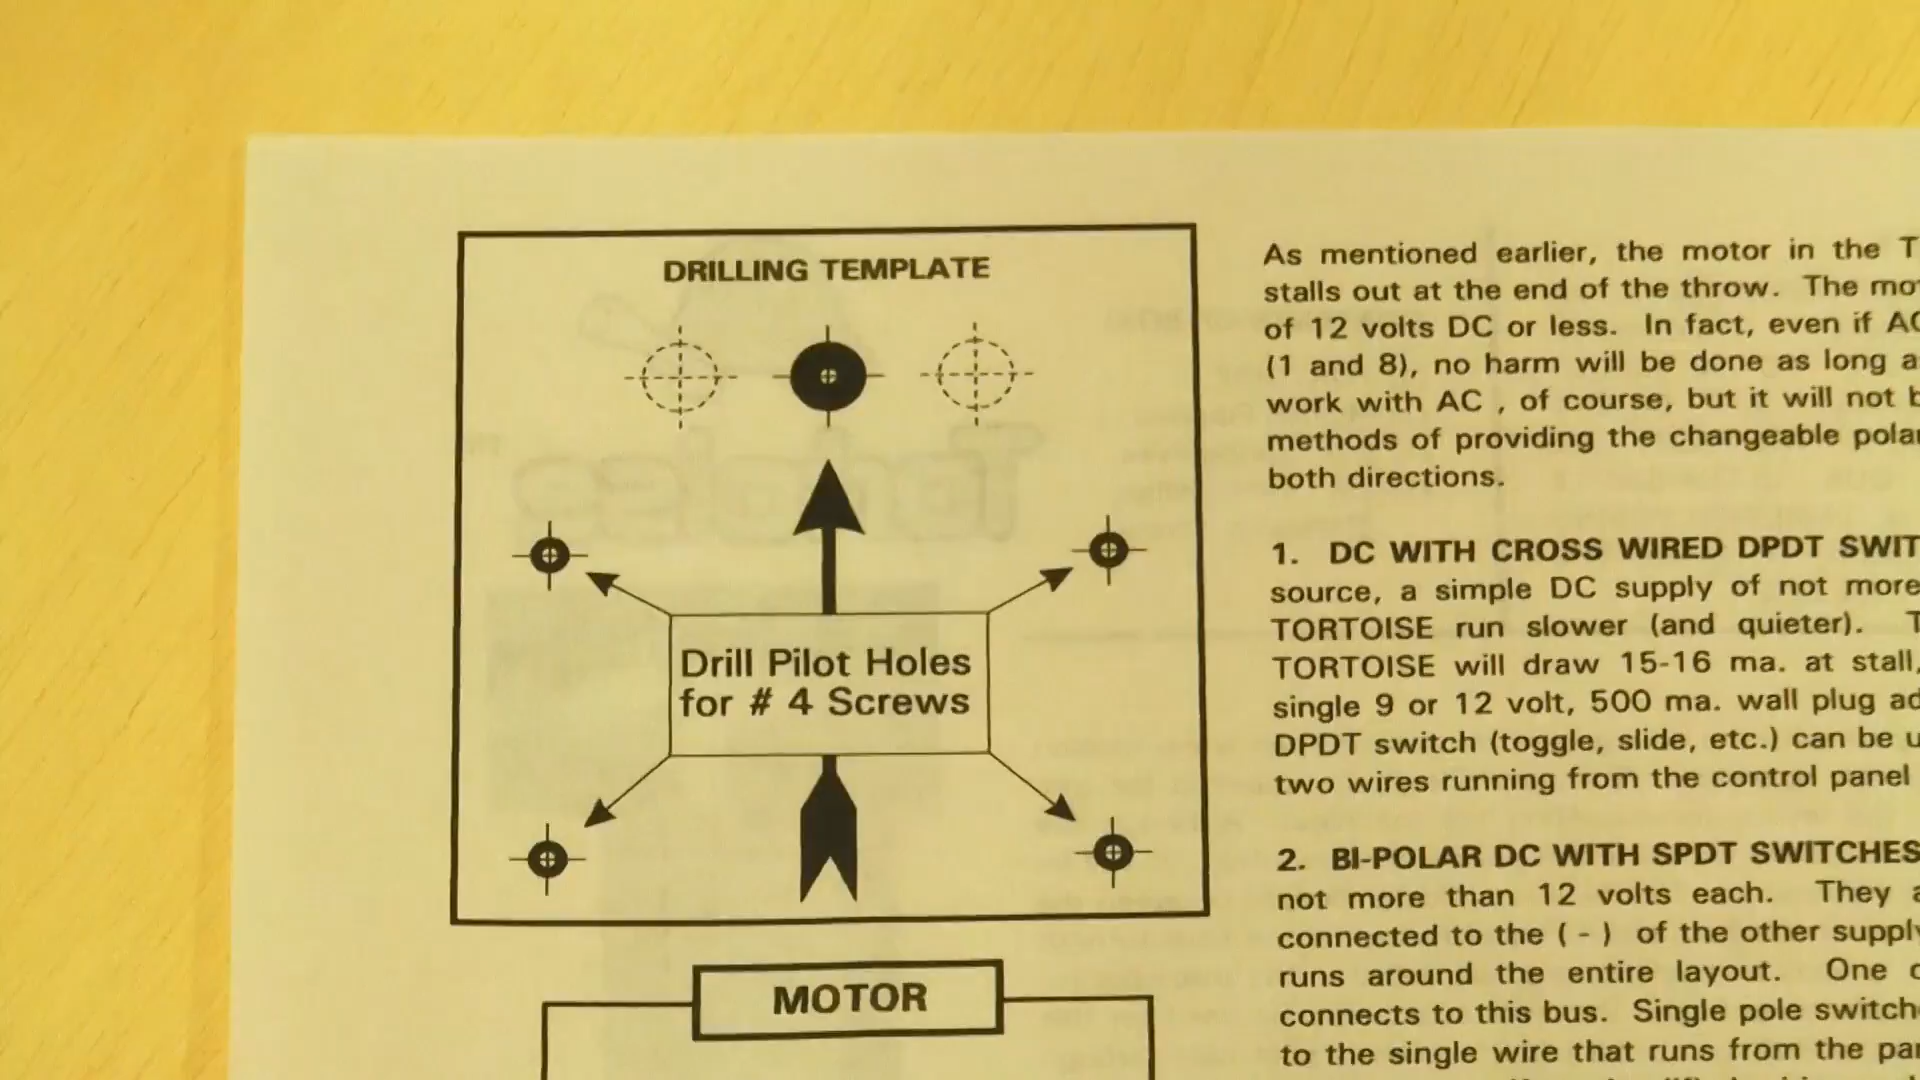 DRILLING TEMPLATE
Drill Pilot Holes
for # 4 Screws
MOTOR
As mentioned earlier, the motor in the T
stalls out at the end of the throw. The
of 12 volts DC or less. In fact, even if AC
(1 and 8), no harm will be done as long
work with AC , of course, but it will not
methods of providing the changeable
both directions.
1. DC WITH CROSS WIRED DPDT
source, a simple DC supply of not more
TORTOISE run slower (and quieter).
TORTOISE will draw 15-16 ma. at stall,
single 9 or 12 volt, 500 ma. wall plug
DPDT switch (toggle, slide, etc.) can be
two wires running from the control panel
2. BI-POLAR DC WITH SPDT SWITCHES
not more than 12 volts each. They
connected to the ( - ) of the other
runs around the entire layout. One
connects to this bus. Single pole
to the single wire that runs from the